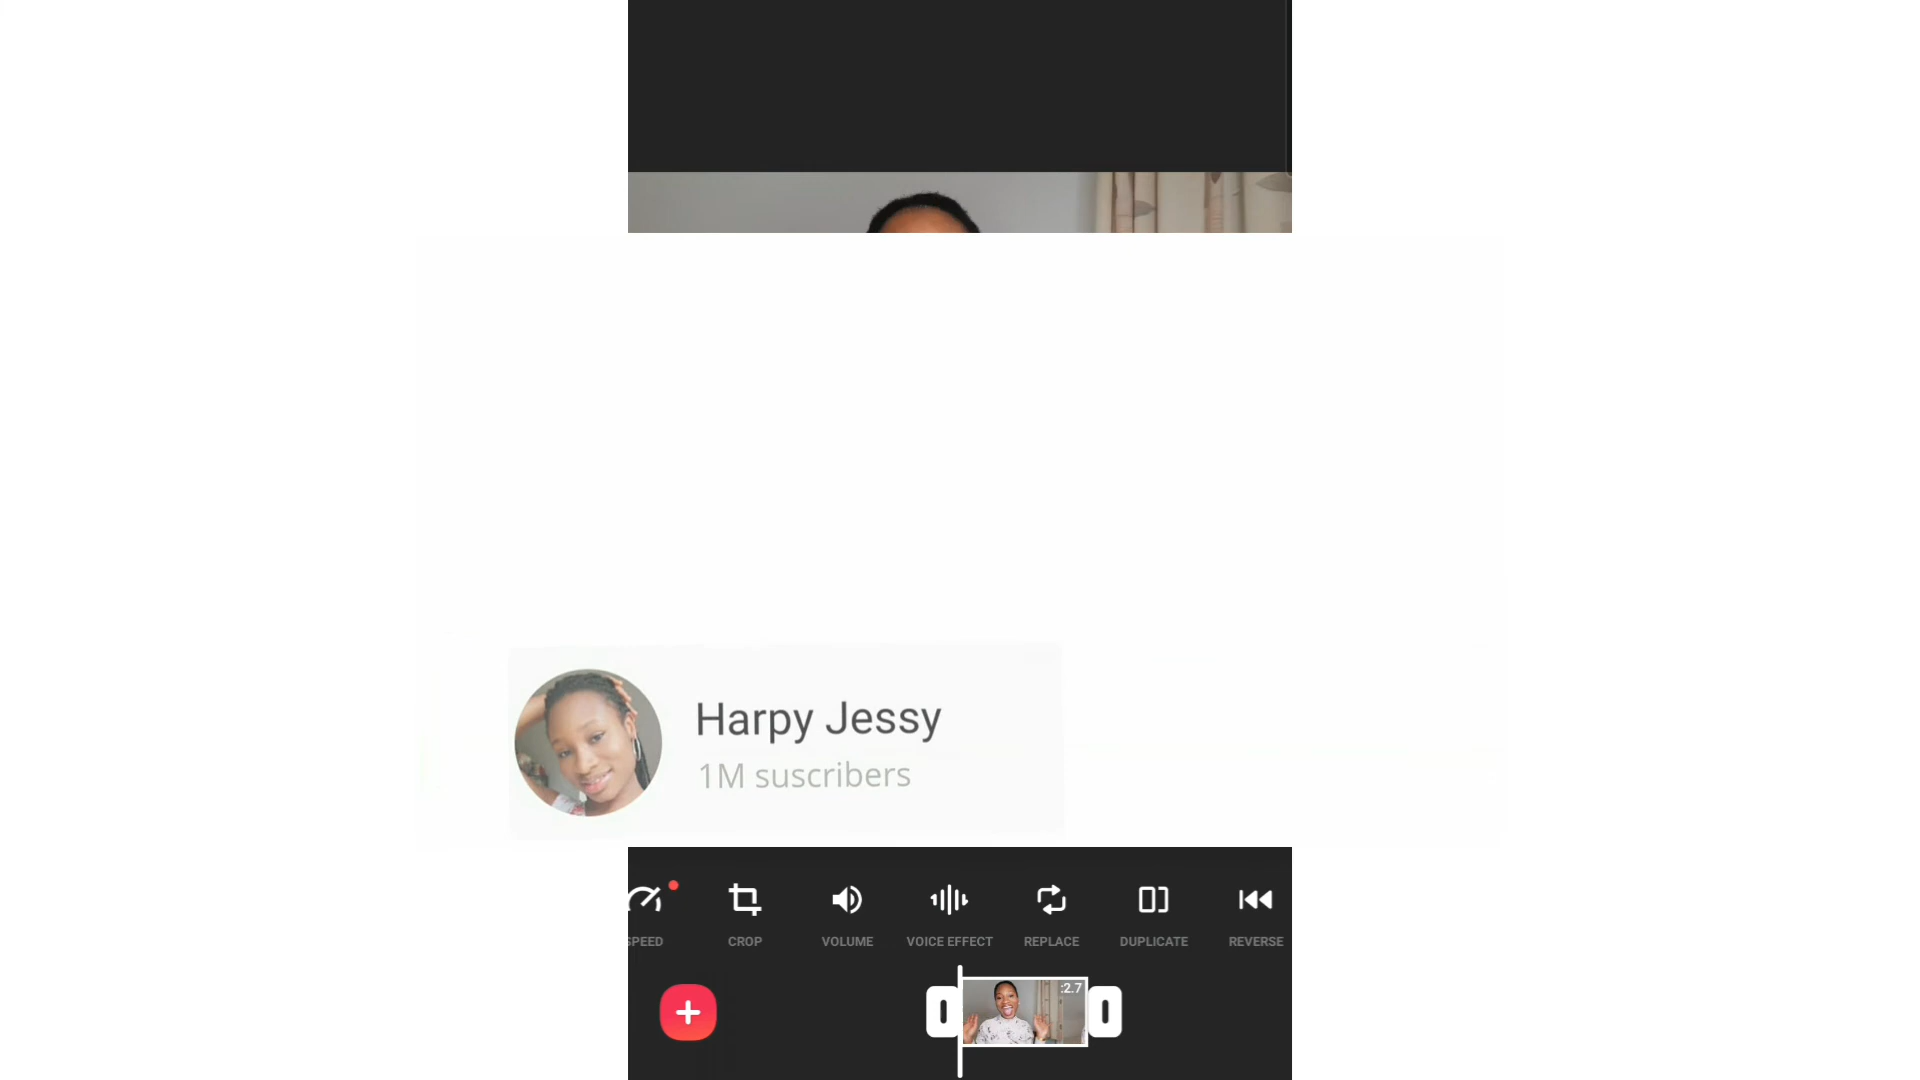 Harpy Jessy
1M suscribers
SPEED CROP VOLUME VOICE EFFECT REPLACE DUPLICATE REVERSE
:2.7